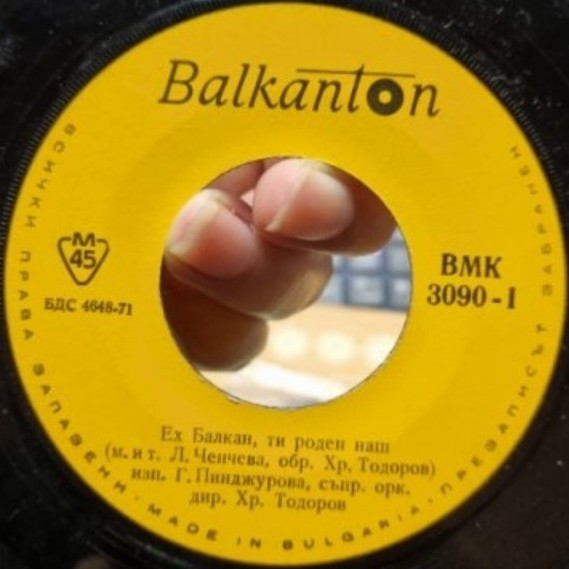 Balkanton
М
45
БДС 4648-71
ВМК
3090-I
Ех Балкан, ти роден наш
(м. и т. Л. Ченчева, обр. Хр. Тодоров)
изп. Г. Пинджурова, съпр. орк.
дир. Хр. Тодоров
ВСИЧКИ ПРАВА ЗАПАЗЕНИ · MADE IN BULGARIA · ПРЕЗАПИСЪТ ЗАБРАНЕН